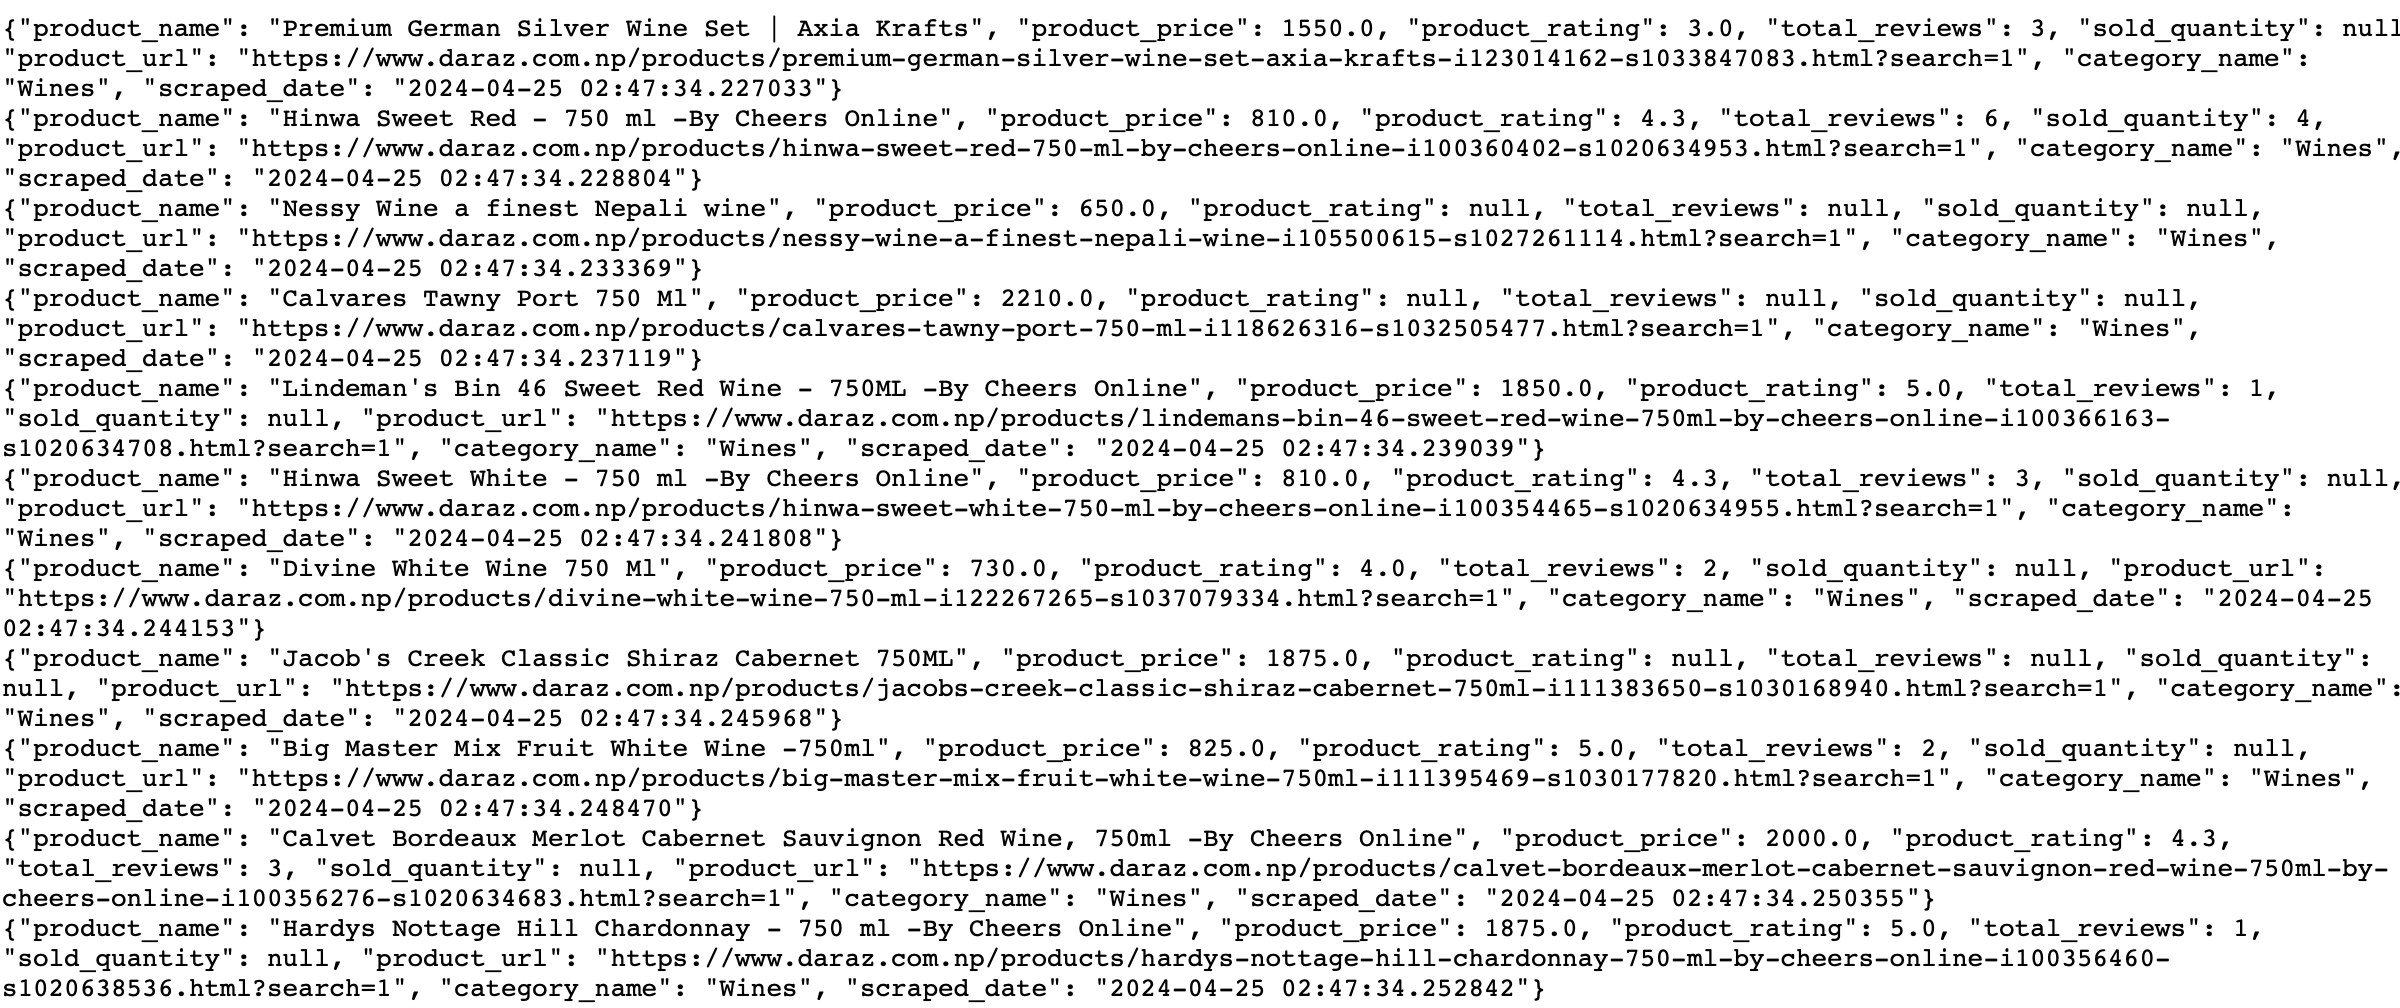 {"product_name": "Premium German Silver Wine Set | Axia Krafts", "product_price": 1550.0, "product_rating": 3.0, "total_reviews": 3, "sold_quantity": null
"product_url": "https://www.daraz.com.np/products/premium-german-silver-wine-set-axia-krafts-i123014162-s1033847083.html?search=1", "category_name":
"Wines", "scraped_date": "2024-04-25 02:47:34.227033"}
{"product_name": "Hinwa Sweet Red - 750 ml -By Cheers Online", "product_price": 810.0, "product_rating": 4.3, "total_reviews": 6, "sold_quantity": 4,
"product_url": "https://www.daraz.com.np/products/hinwa-sweet-red-750-ml-by-cheers-online-i100360402-s1020634953.html?search=1", "category_name": "Wines",
"scraped_date": "2024-04-25 02:47:34.228804"}
{"product_name": "Nessy Wine a finest Nepali wine", "product_price": 650.0, "product_rating": null, "total_reviews": null, "sold_quantity": null,
"product_url": "https://www.daraz.com.np/products/nessy-wine-a-finest-nepali-wine-i105500615-s1027261114.html?search=1", "category_name": "Wines",
"scraped_date": "2024-04-25 02:47:34.233369"}
{"product_name": "Calvares Tawny Port 750 Ml", "product_price": 2210.0, "product_rating": null, "total_reviews": null, "sold_quantity": null,
"product_url": "https://www.daraz.com.np/products/calvares-tawny-port-750-ml-i118626316-s1032505477.html?search=1", "category_name": "Wines",
"scraped_date": "2024-04-25 02:47:34.237119"}
{"product_name": "Lindeman's Bin 46 Sweet Red Wine - 750ML -By Cheers Online", "product_price": 1850.0, "product_rating": 5.0, "total_reviews": 1,
"sold_quantity": null, "product_url": "https://www.daraz.com.np/products/lindemans-bin-46-sweet-red-wine-750ml-by-cheers-online-i100366163-
s1020634708.html?search=1", "category_name": "Wines", "scraped_date": "2024-04-25 02:47:34.239039"}
{"product_name": "Hinwa Sweet White - 750 ml -By Cheers Online", "product_price": 810.0, "product_rating": 4.3, "total_reviews": 3, "sold_quantity": null,
"product_url": "https://www.daraz.com.np/products/hinwa-sweet-white-750-ml-by-cheers-online-i100354465-s1020634955.html?search=1", "category_name":
"Wines", "scraped_date": "2024-04-25 02:47:34.241808"}
{"product_name": "Divine White Wine 750 Ml", "product_price": 730.0, "product_rating": 4.0, "total_reviews": 2, "sold_quantity": null, "product_url":
"https://www.daraz.com.np/products/divine-white-wine-750-ml-i122267265-s1037079334.html?search=1", "category_name": "Wines", "scraped_date": "2024-04-25
02:47:34.244153"}
{"product_name": "Jacob's Creek Classic Shiraz Cabernet 750ML", "product_price": 1875.0, "product_rating": null, "total_reviews": null, "sold_quantity":
null, "product_url": "https://www.daraz.com.np/products/jacobs-creek-classic-shiraz-cabernet-750ml-i111383650-s1030168940.html?search=1", "category_name":
"Wines", "scraped_date": "2024-04-25 02:47:34.245968"}
{"product_name": "Big Master Mix Fruit White Wine -750ml", "product_price": 825.0, "product_rating": 5.0, "total_reviews": 2, "sold_quantity": null,
"product_url": "https://www.daraz.com.np/products/big-master-mix-fruit-white-wine-750ml-i111395469-s1030177820.html?search=1", "category_name": "Wines",
"scraped_date": "2024-04-25 02:47:34.248470"}
{"product_name": "Calvet Bordeaux Merlot Cabernet Sauvignon Red Wine, 750ml -By Cheers Online", "product_price": 2000.0, "product_rating": 4.3,
"total_reviews": 3, "sold_quantity": null, "product_url": "https://www.daraz.com.np/products/calvet-bordeaux-merlot-cabernet-sauvignon-red-wine-750ml-by-
cheers-online-i100356276-s1020634683.html?search=1", "category_name": "Wines", "scraped_date": "2024-04-25 02:47:34.250355"}
{"product_name": "Hardys Nottage Hill Chardonnay - 750 ml -By Cheers Online", "product_price": 1875.0, "product_rating": 5.0, "total_reviews": 1,
"sold_quantity": null, "product_url": "https://www.daraz.com.np/products/hardys-nottage-hill-chardonnay-750-ml-by-cheers-online-i100356460-
s1020638536.html?search=1", "category_name": "Wines", "scraped_date": "2024-04-25 02:47:34.252842"}